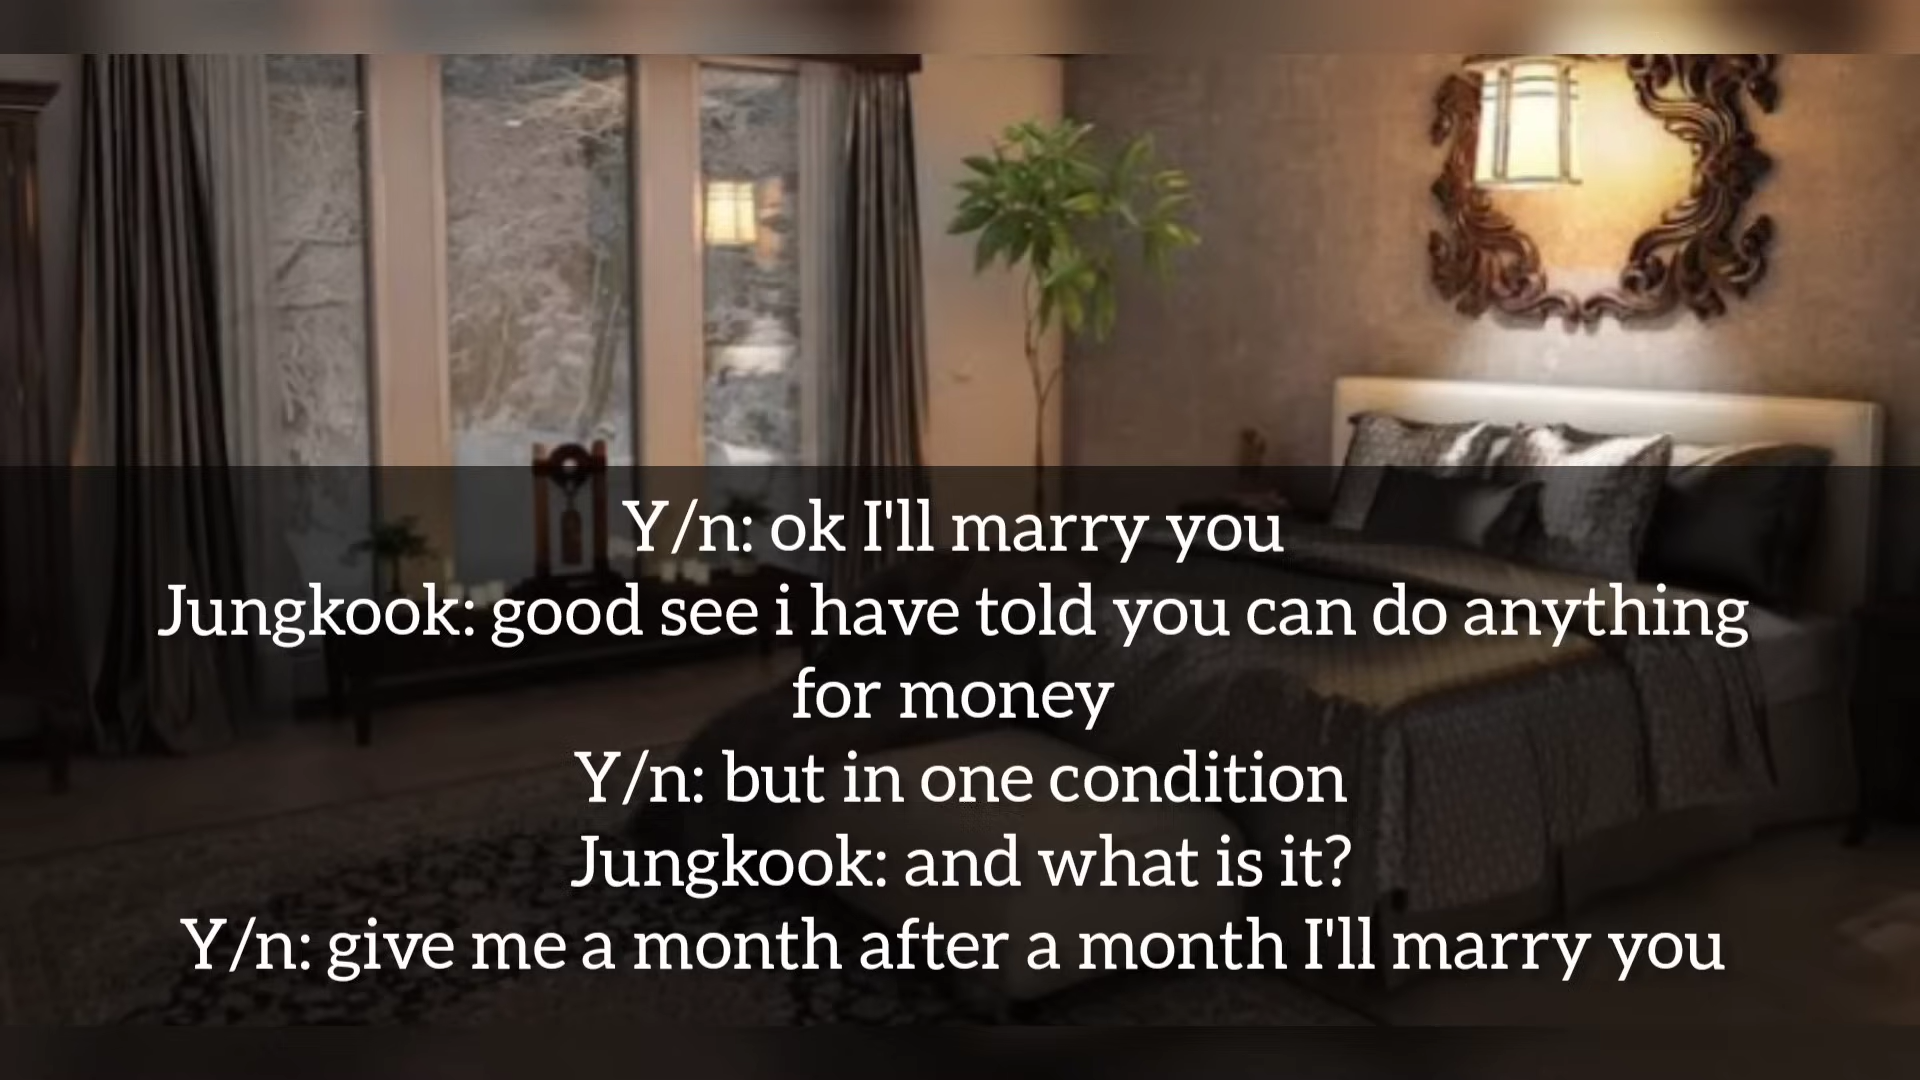 Y/n: ok I'll marry you
Jungkook: good see i have told you can do anything
for money
Y/n: but in one condition
Jungkook: and what is it?
Y/n: give me a month after a month I'll marry you